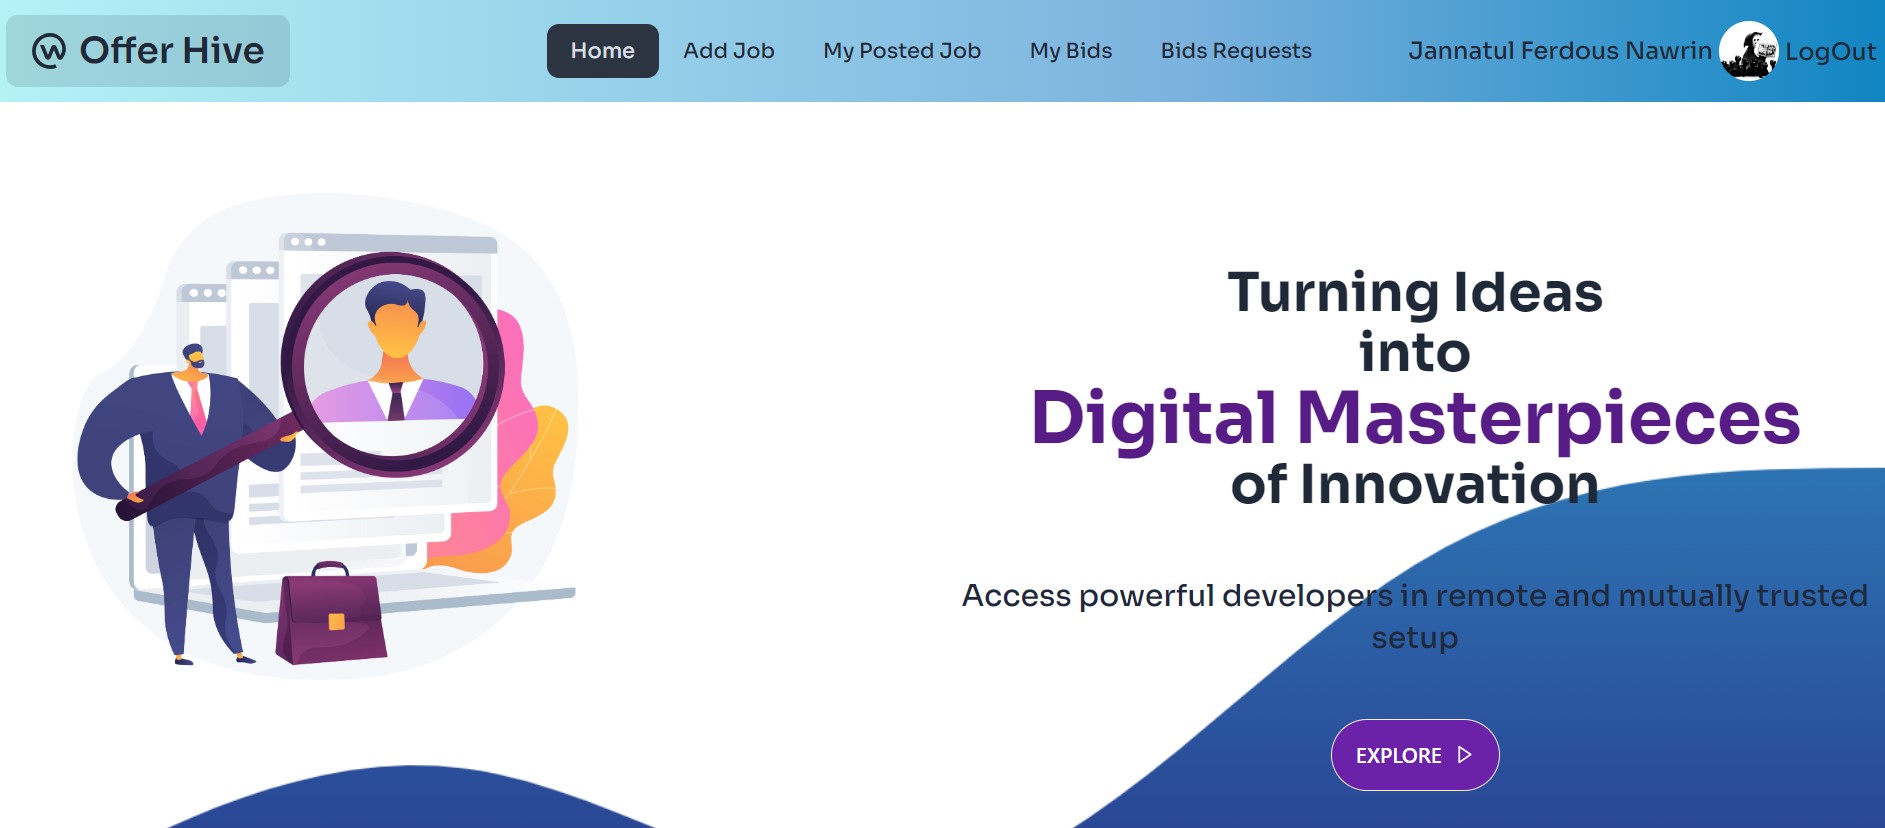 Offer Hive
Home Add Job My Posted Job My Bids Bids Requests
Jannatul Ferdous Nawrin LogOut
Turning Ideas
into
Digital Masterpieces
of Innovation
Access powerful developers in remote and mutually trusted
setup
EXPLORE